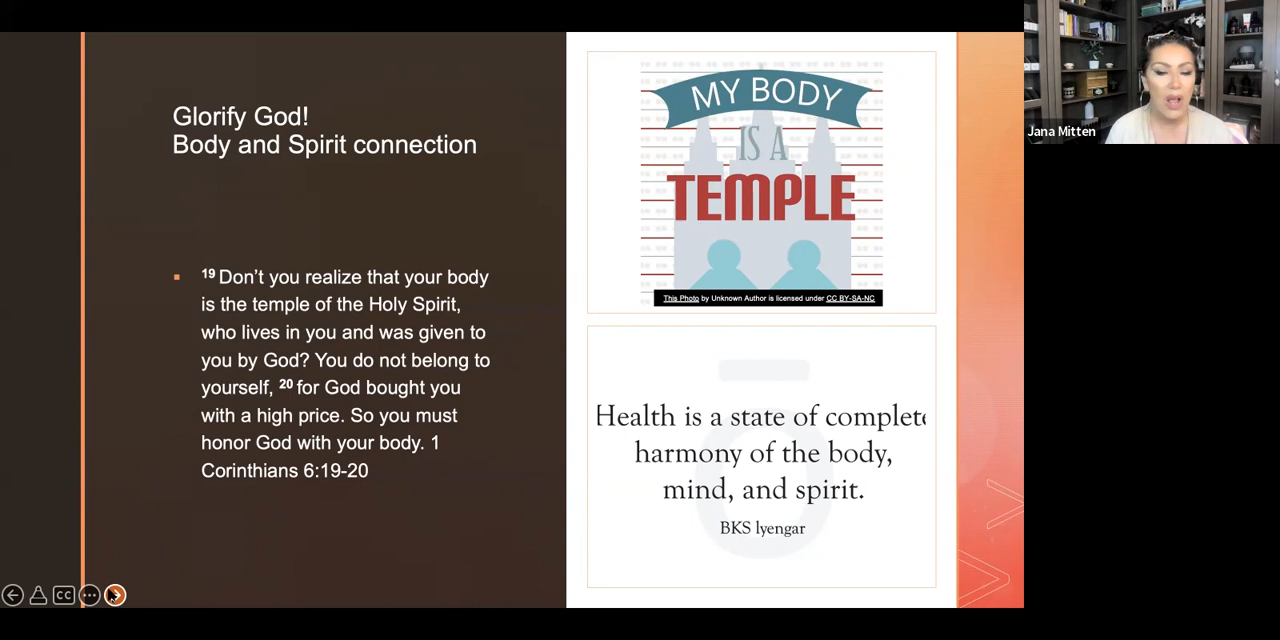 Glorify God!
Body and Spirit connection
19 Don’t you realize that your body
is the temple of the Holy Spirit,
who lives in you and was given to
you by God? You do not belong to
yourself, 20 for God bought you
with a high price. So you must
honor God with your body. 1
Corinthians 6:19-20
MY BODY
IS A
TEMPLE
This Photo by Unknown Author is licensed under CC BY-SA-NC
Health is a state of complete
harmony of the body,
mind, and spirit.
BKS Iyengar
Jana Mitten
CC